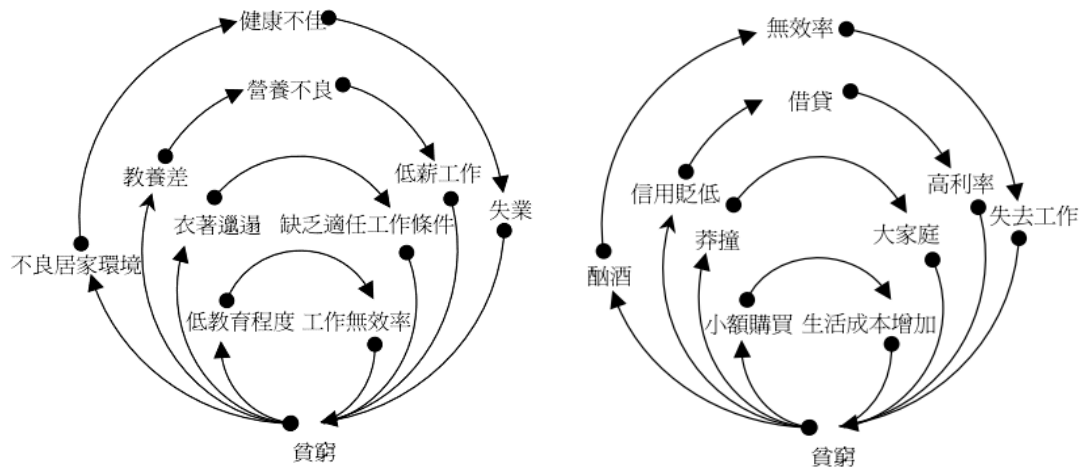 健康不佳
營養不良
教養差
低薪工作
衣著邋遢
缺乏適任工作條件
失業
不良居家環境
低教育程度
工作無效率
貧窮
無效率
借貸
信用貶低
高利率
莽撞
大家庭
失去工作
酗酒
小額購買
生活成本增加
貧窮